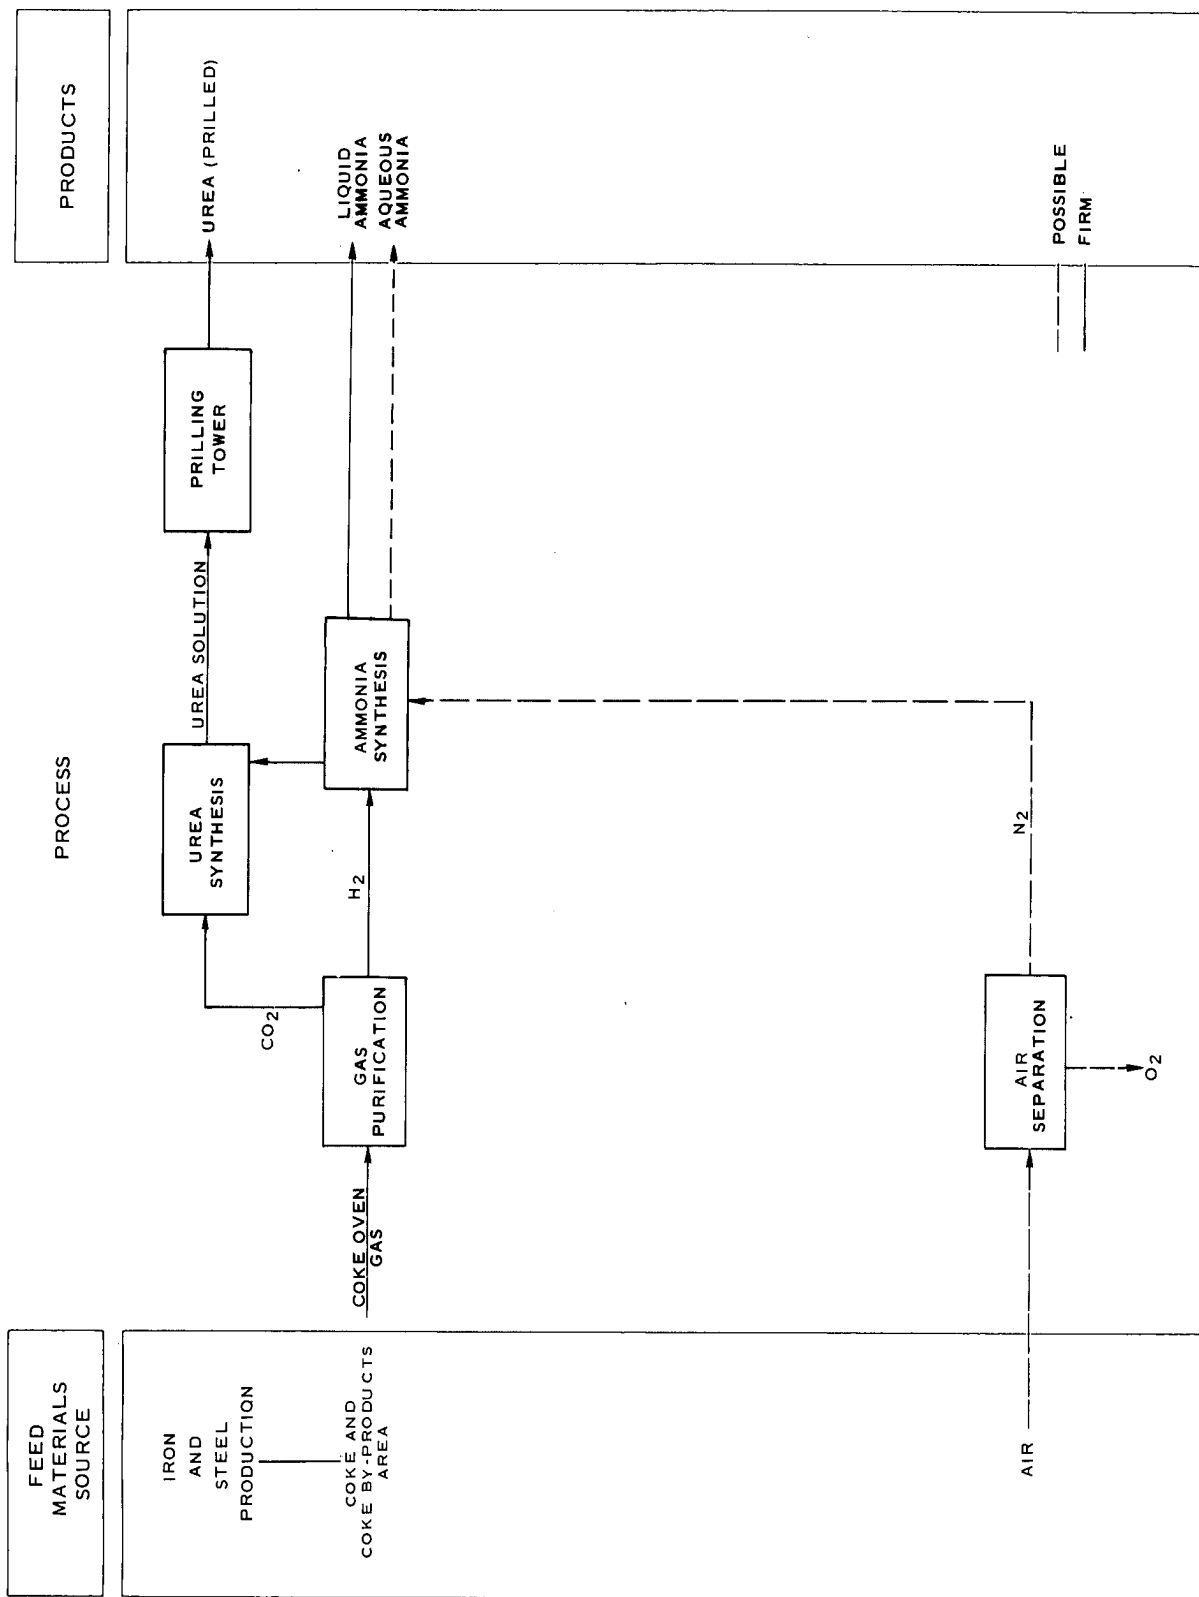 FEED
MATERIALS
SOURCE
PROCESS
PRODUCTS
IRON
AND
STEEL
PRODUCTION
COKE AND
COKE BY-PRODUCTS
AREA
COKE OVEN
GAS
GAS
PURIFICATION
CO2
H2
UREA
SYNTHESIS
UREA SOLUTION
PRILLING
TOWER
UREA (PRILLED)
AMMONIA
SYNTHESIS
LIQUID
AMMONIA
AQUEOUS
AMMONIA
AIR
AIR
SEPARATION
O2
N2
POSSIBLE
FIRM